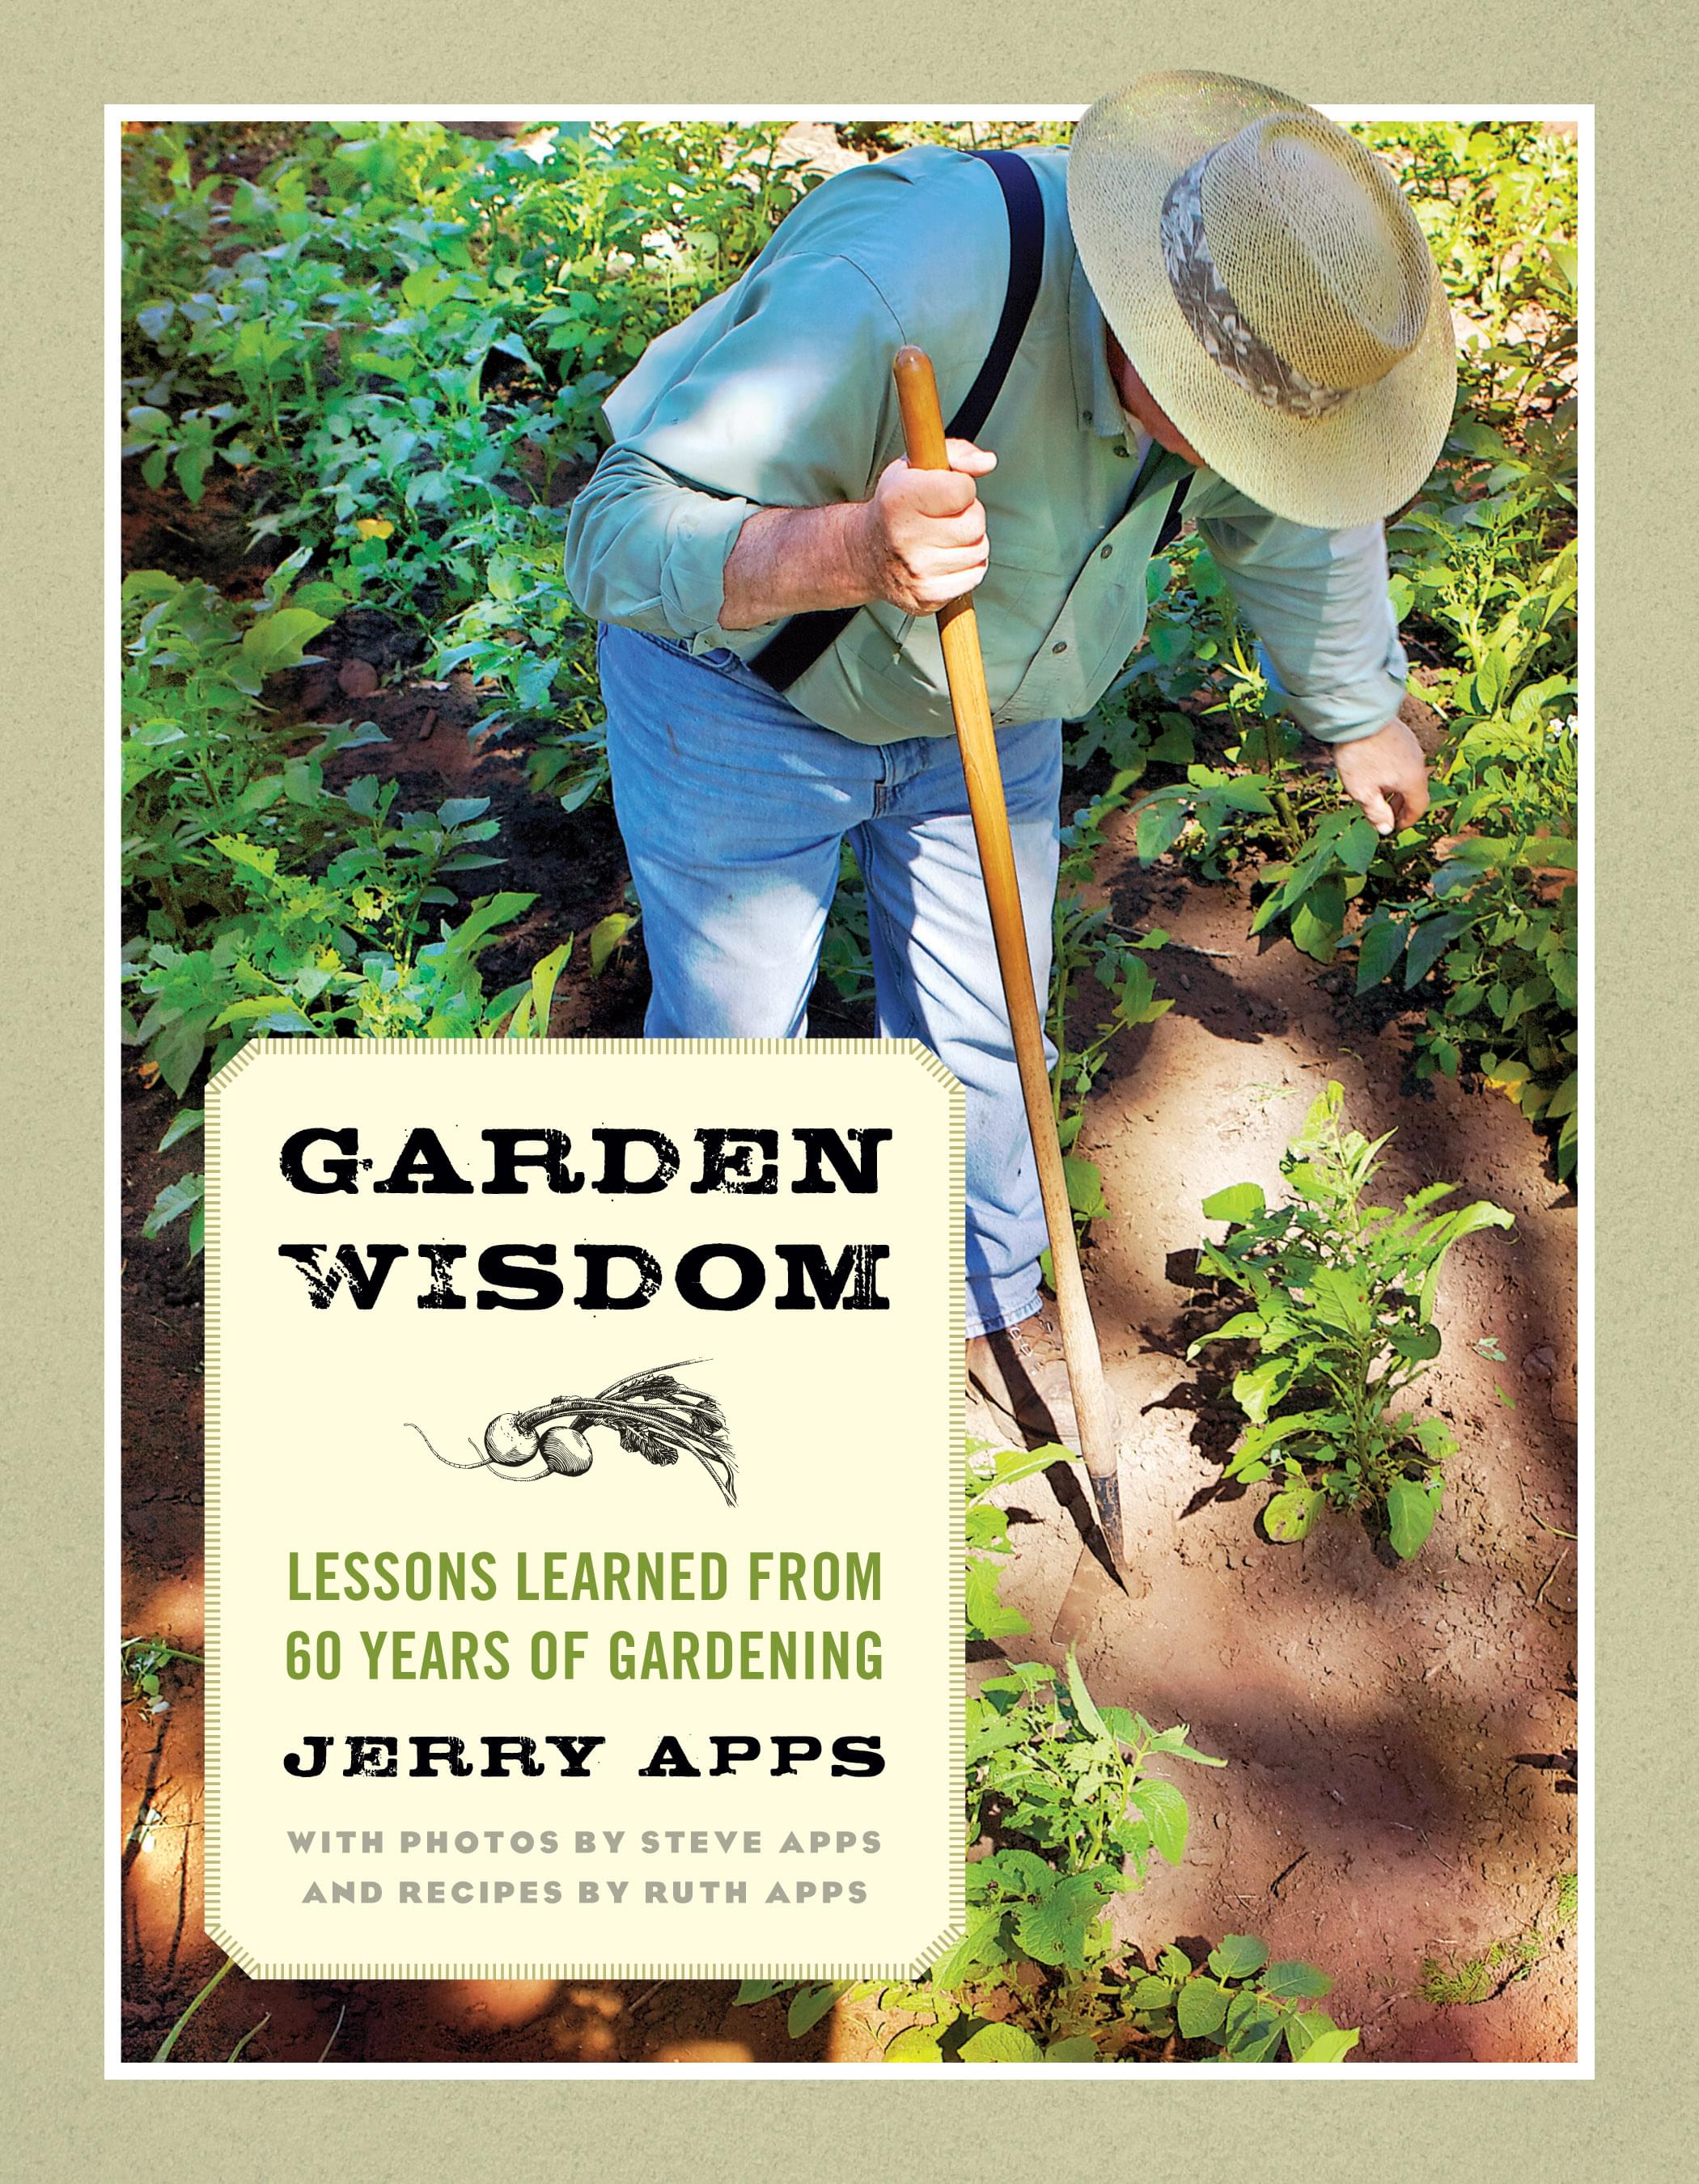 GARDEN
WISDOM
LESSONS LEARNED FROM
60 YEARS OF GARDENING
JERRY APPS
WITH PHOTOS BY STEVE APPS
AND RECIPES BY RUTH APPS